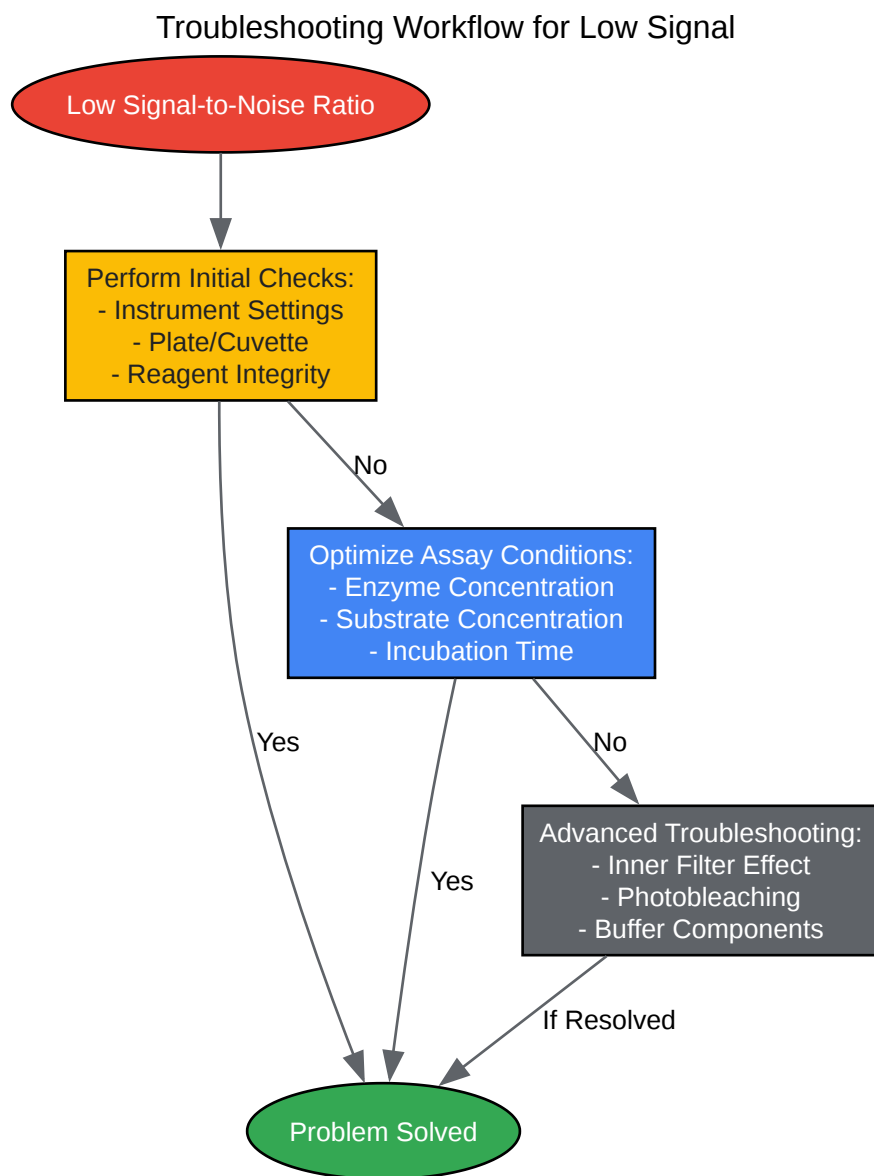 Troubleshooting Workflow for Low Signal
Low Signal-to-Noise Ratio
Perform Initial Checks:
- Instrument Settings
- Plate/Cuvette
- Reagent Integrity
No
Optimize Assay Conditions:
- Enzyme Concentration
- Substrate Concentration
- Incubation Time
Yes
No
Advanced Troubleshooting:
- Inner Filter Effect
- Photobleaching
- Buffer Components
Yes
If Resolved
Problem Solved